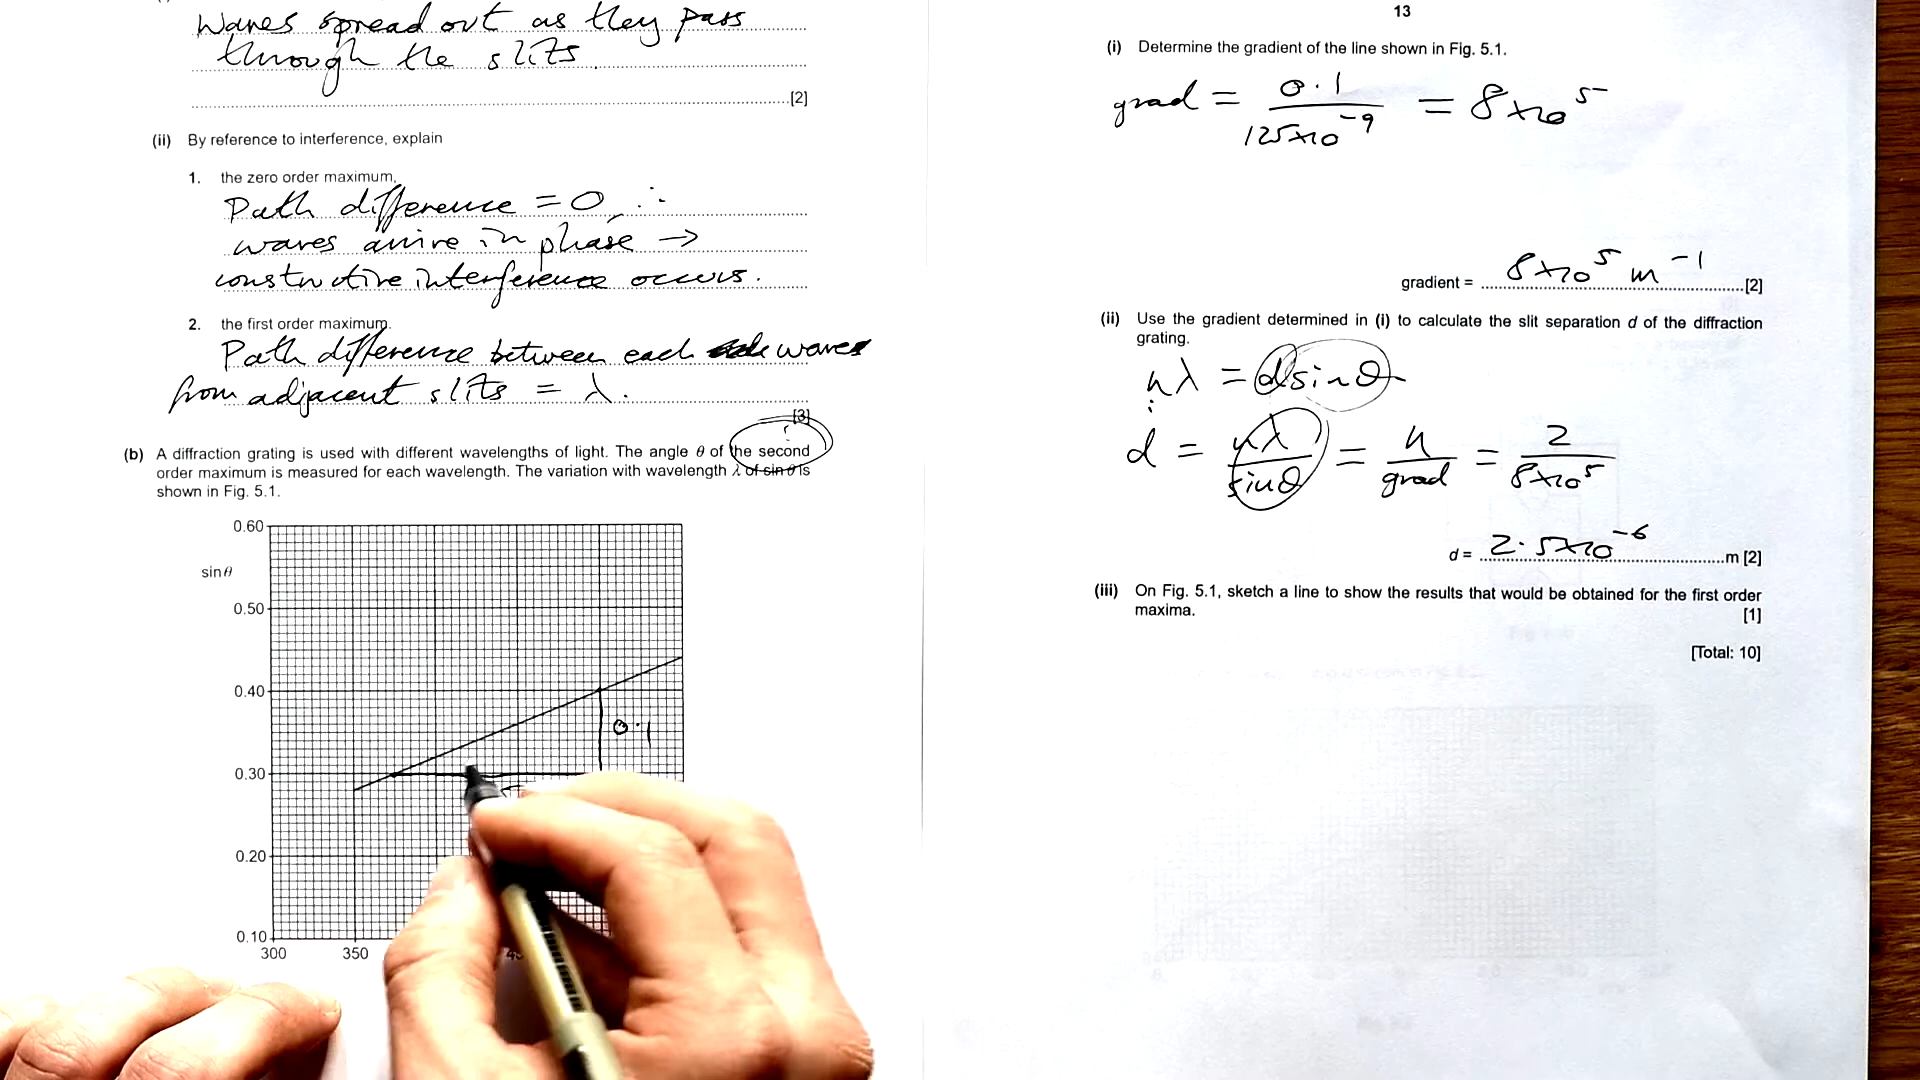 Waves spread out as they pass
through the slits.
[2]
(ii) By reference to interference, explain
1. the zero order maximum,
Path difference = 0, ∴
waves arrive in phase →
constructive interference occurs.
2. the first order maximum.
Path difference between each waves
from adjacent slits = λ.
[3]
(b) A diffraction grating is used with different wavelengths of light. The angle θ of the second
order maximum is measured for each wavelength. The variation with wavelength λ of sin θ is
shown in Fig. 5.1.
0.60
sin θ
0.50
0.40
0.1
0.30
0.20
0.10
300 350
13
(i) Determine the gradient of the line shown in Fig. 5.1.
grad = 0.1 / 125×10⁻⁹ = 8×10⁵
gradient = 8×10⁵ m⁻¹ [2]
(ii) Use the gradient determined in (i) to calculate the slit separation d of the diffraction
grating.
nλ = dsinθ
d = nλ / sinθ = n / grad = 2 / 8×10⁵
d = 2.5×10⁻⁶ m [2]
(iii) On Fig. 5.1, sketch a line to show the results that would be obtained for the first order
maxima.
[1]
[Total: 10]